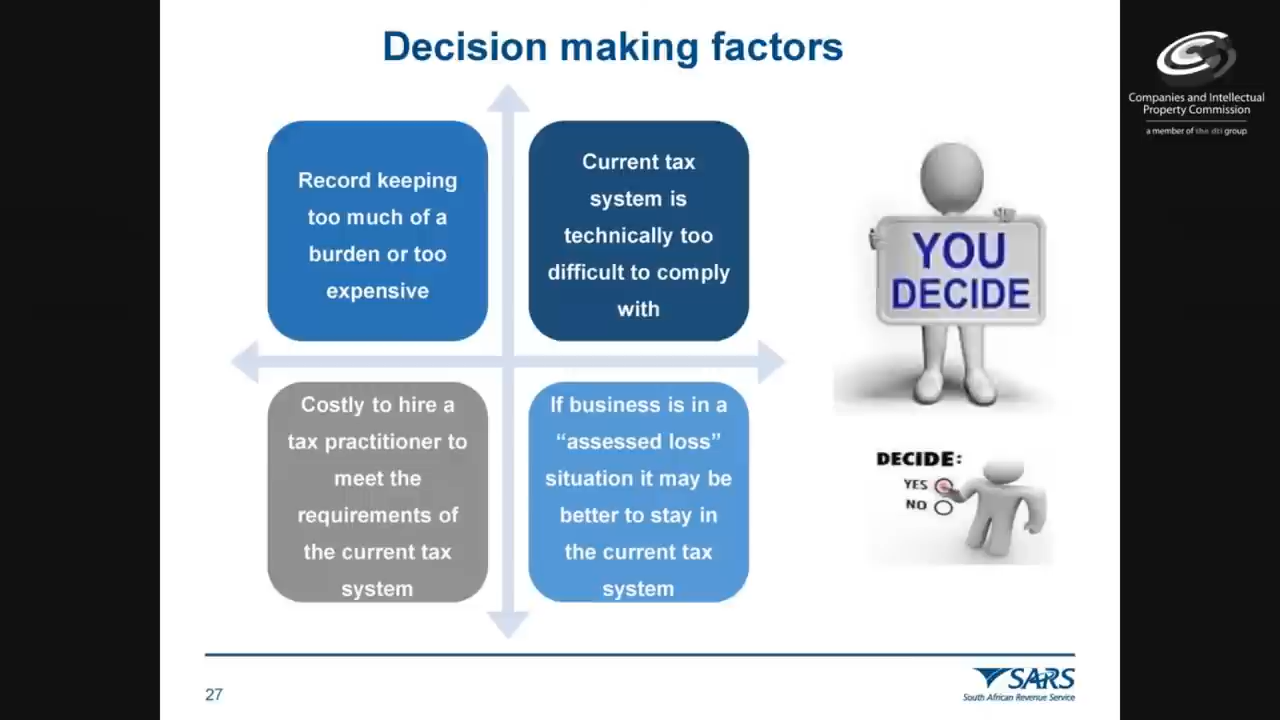 Decision making factors
Record keeping
too much of a
burden or too
expensive
Current tax
system is
technically too
difficult to comply
with
Costly to hire a
tax practitioner to
meet the
requirements of
the current tax
system
If business is in a
“assessed loss”
situation it may be
better to stay in
the current tax
system
YOU
DECIDE
DECIDE:
YES
NO
27
SARS
South African Revenue Service
Companies and Intellectual
Property Commission
a member of the dti group